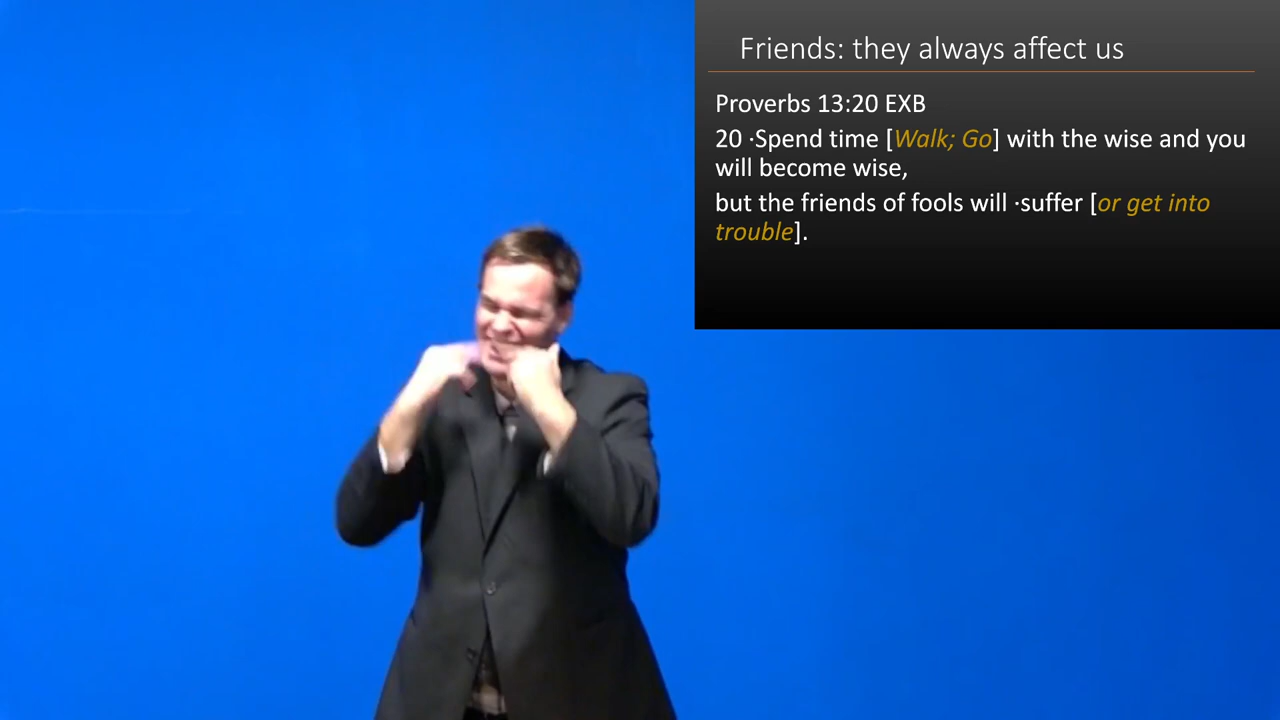 Friends: they always affect us
Proverbs 13:20 EXB
20 ·Spend time [Walk; Go] with the wise and you
will become wise,
but the friends of fools will ·suffer [or get into
trouble].